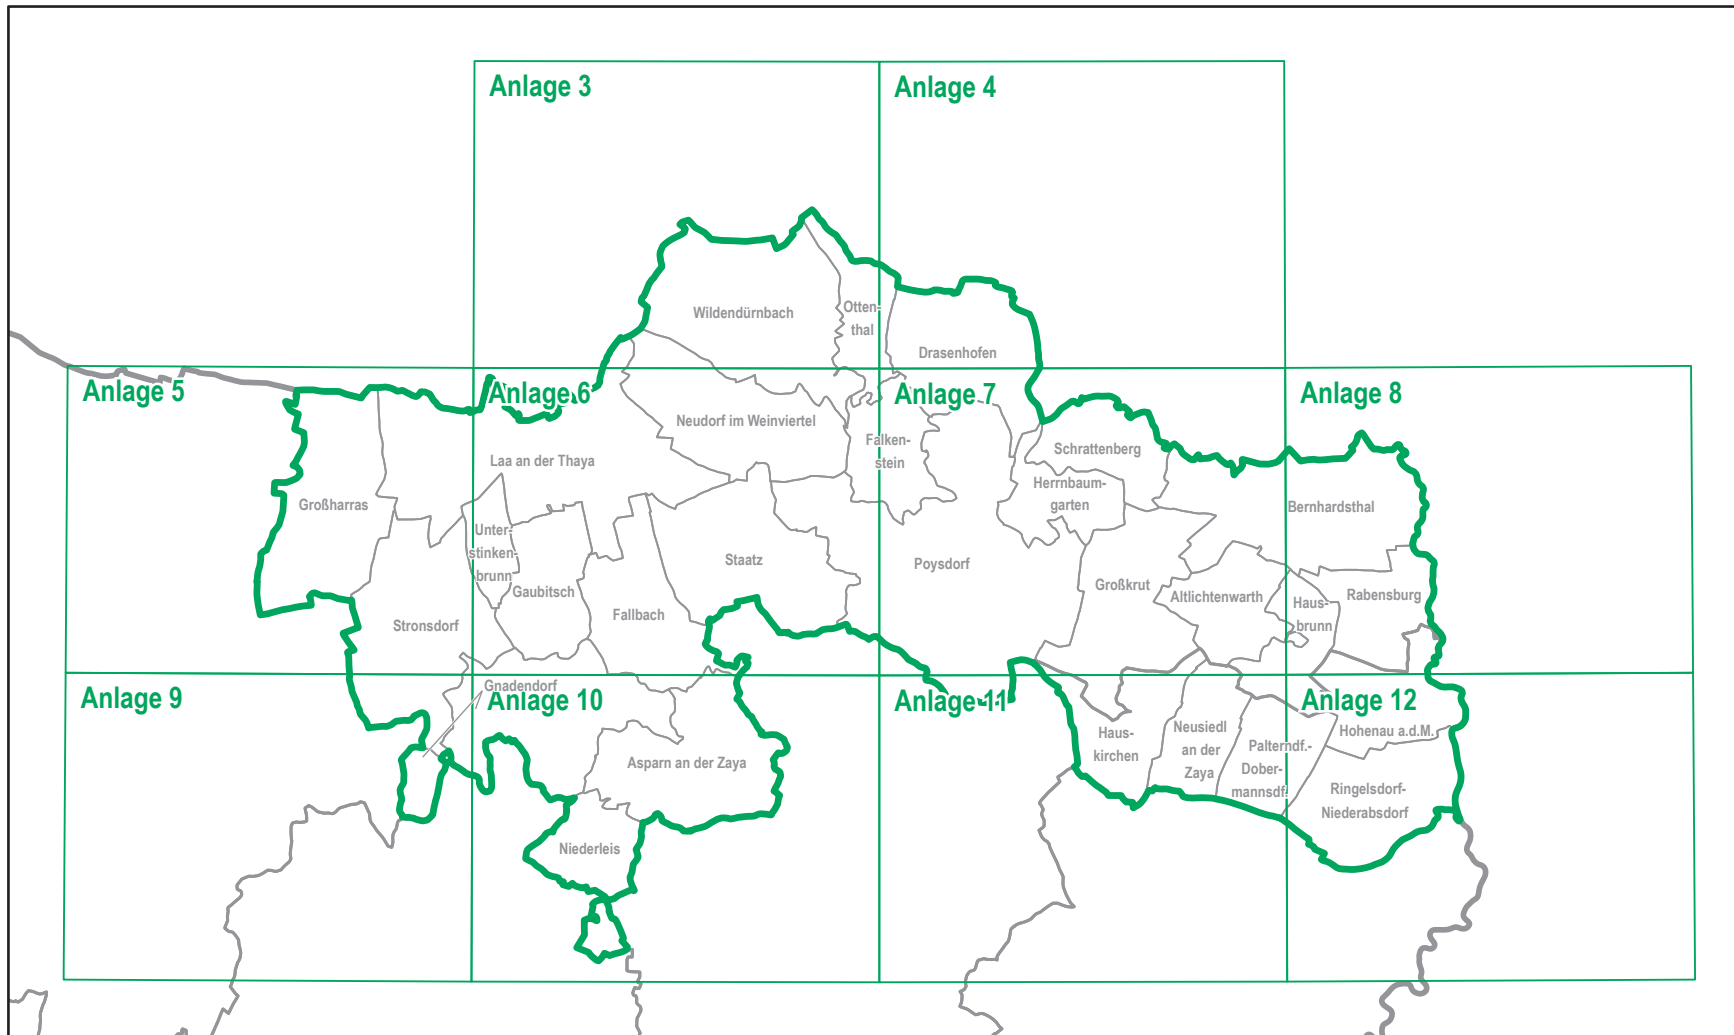 Anlage 3
Anlage 4
Wildendürnbach
Otten-
thal
Drasenhofen
Anlage 5
Anlage 6
Anlage 7
Anlage 8
Neudorf im Weinviertel
Falken-
stein
Schrattenberg
Laa an der Thaya
Herrnbaum-
garten
Großharras
Bernhardsthal
Unter-
stinken-
brunn
Staatz
Poysdorf
Gaubitsch
Großkrut
Altlichtenwarth
Rabensburg
Haus-
brunn
Fallbach
Stronsdorf
Gnadendorf
Anlage 9
Anlage 10
Anlage 11
Anlage 12
Haus-
kirchen
Neusiedl
an der
Zaya
Palterndf.-
Dober-
mannsdf.
Hohenau a.d.M.
Asparn an der Zaya
Ringelsdorf-
Niederabsdorf
Niederleis